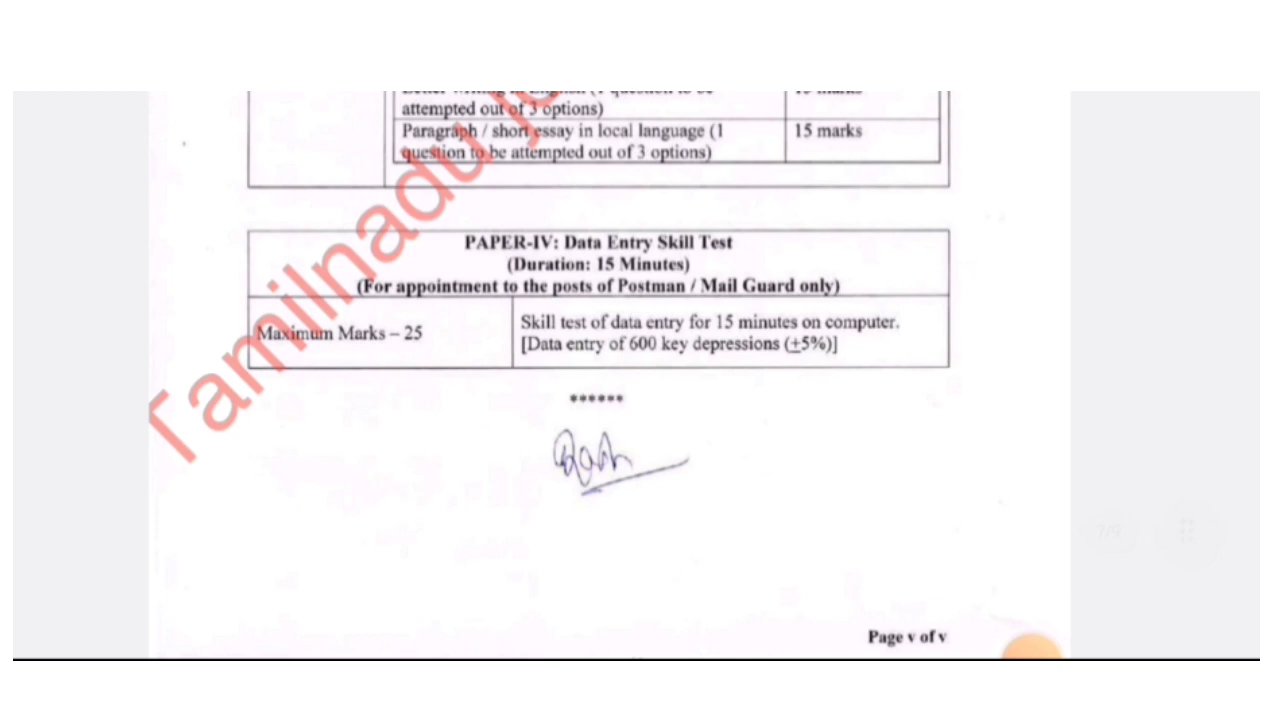 attempted out of 3 options)
Paragraph / short essay in local language (1
question to be attempted out of 3 options)
15 marks
PAPER-IV: Data Entry Skill Test
(Duration: 15 Minutes)
(For appointment to the posts of Postman / Mail Guard only)
Maximum Marks – 25
Skill test of data entry for 15 minutes on computer.
[Data entry of 600 key depressions (±5%)]
******
Page v of v
Tamilnadu
7/9